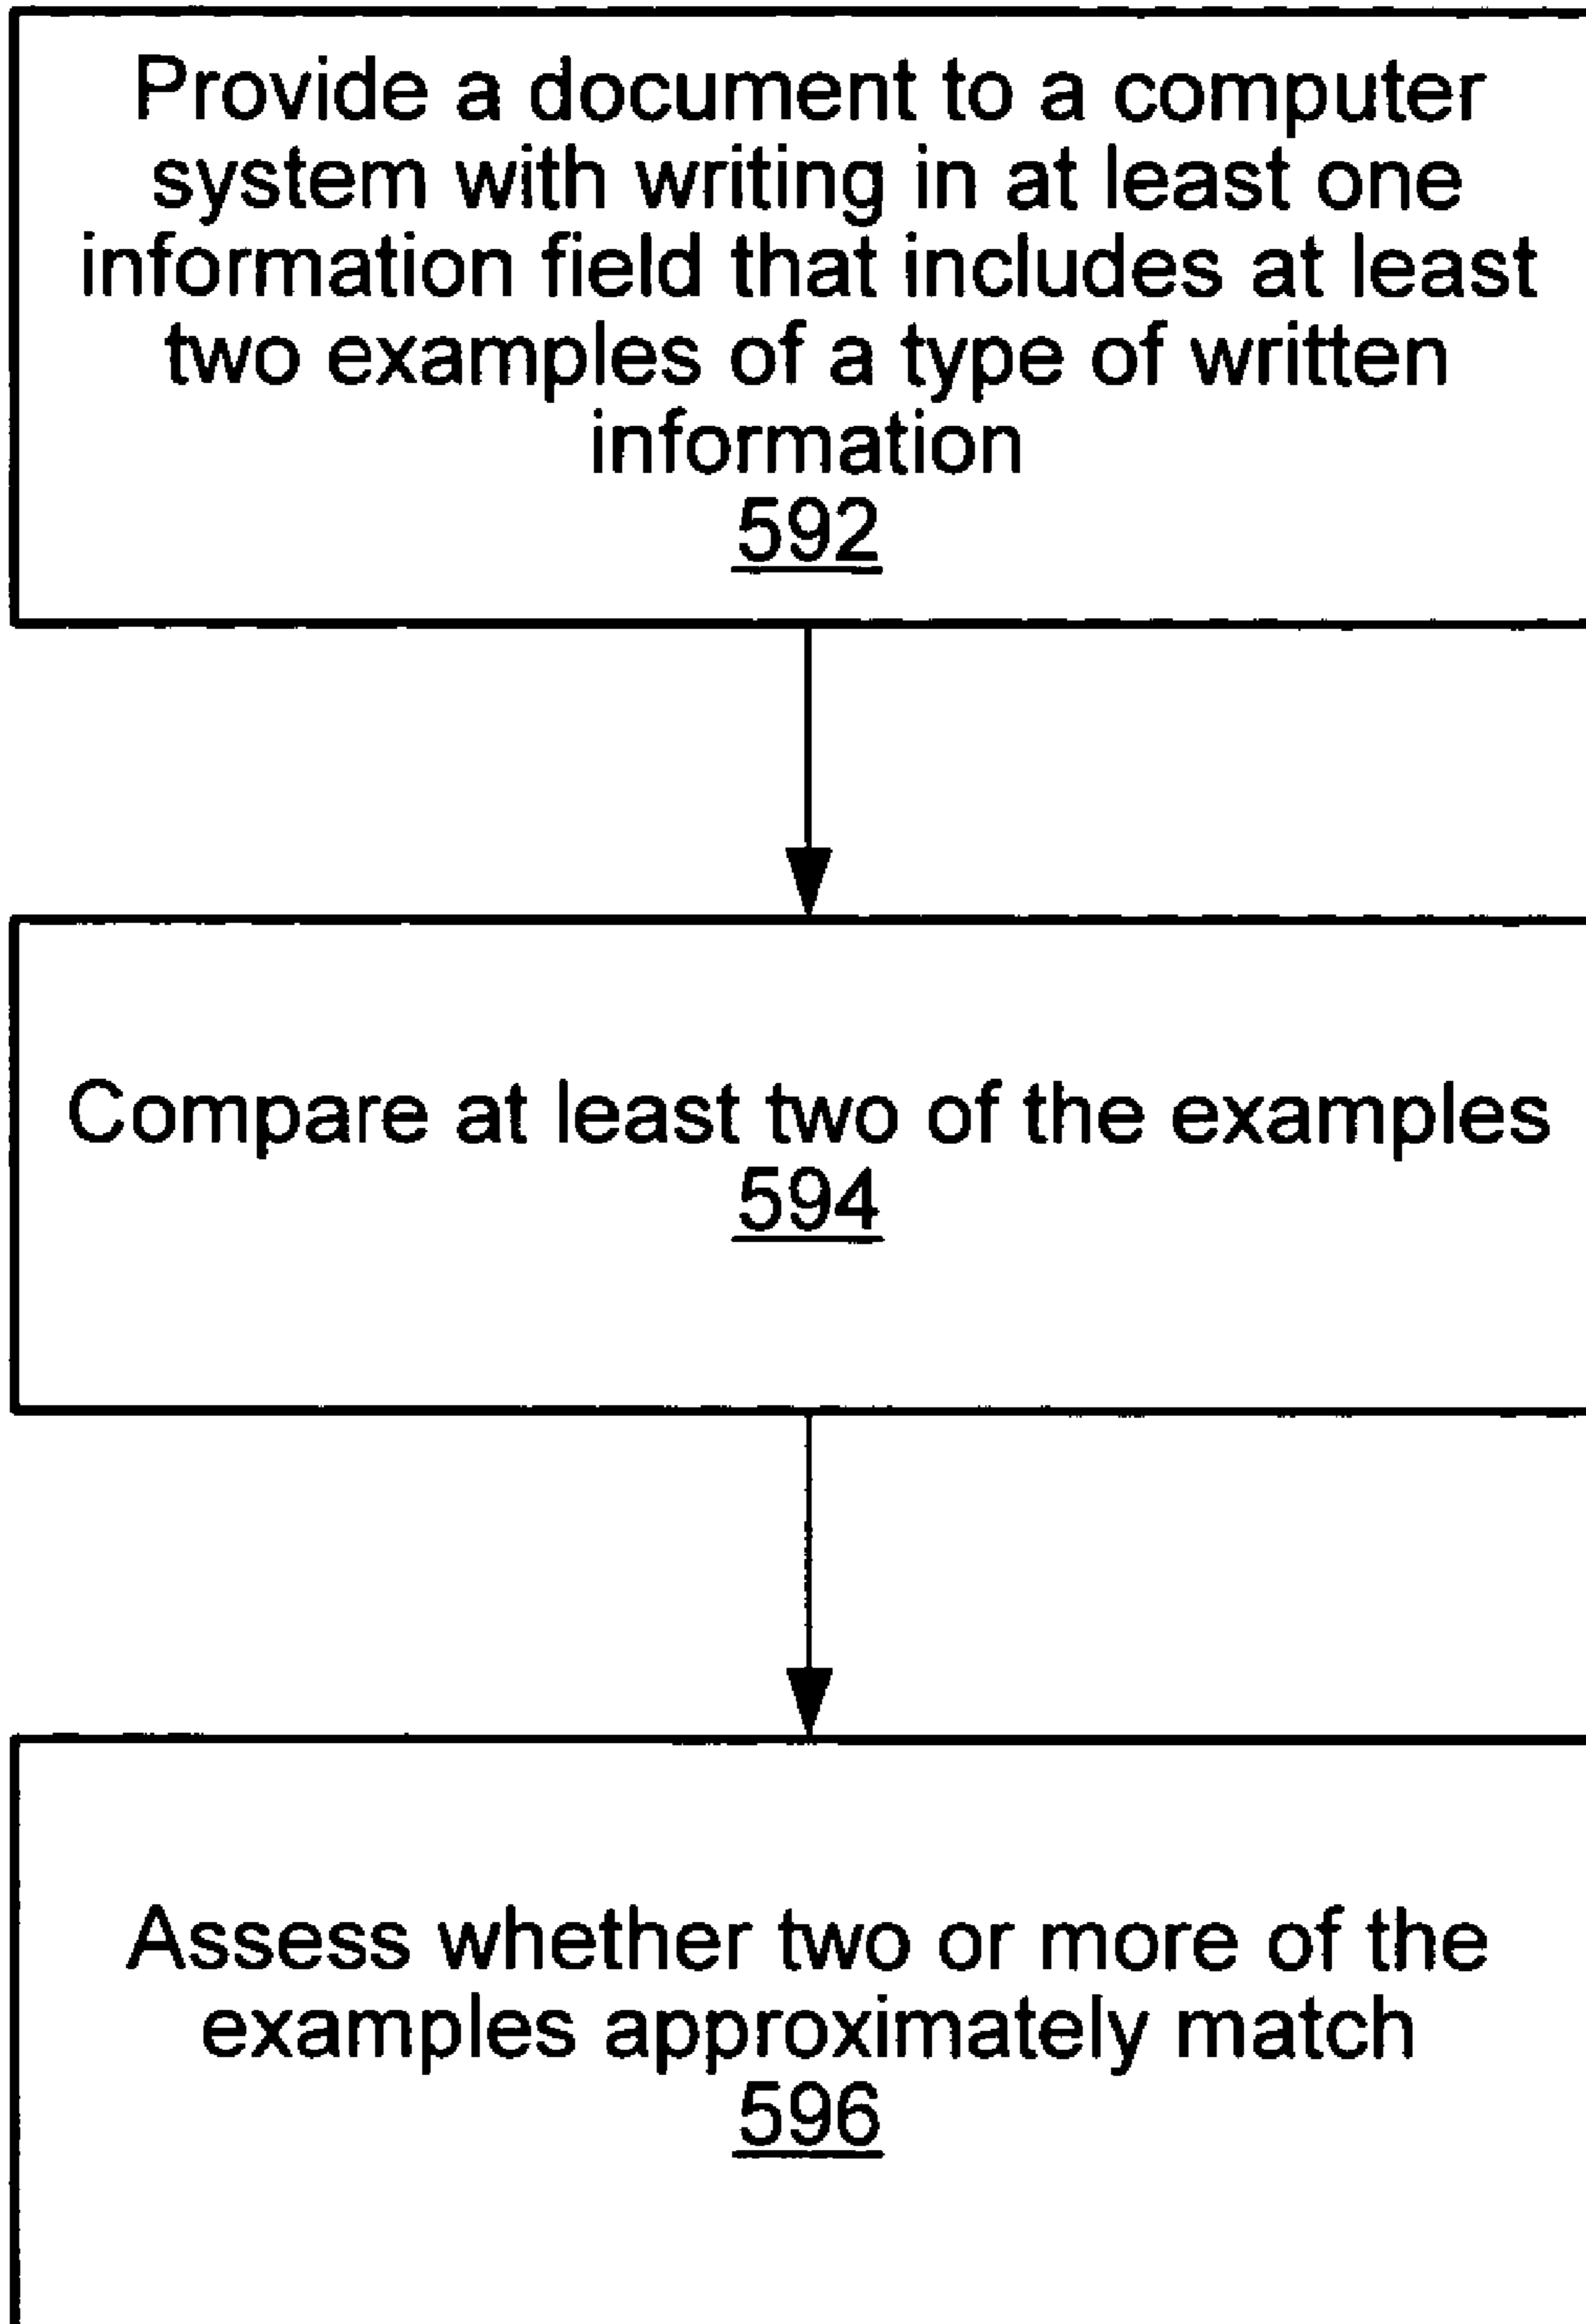 Provide a document to a computer
system with writing in at least one
information field that includes at least
two examples of a type of written
information
592
Compare at least two of the examples
594
Assess whether two or more of the
examples approximately match
596